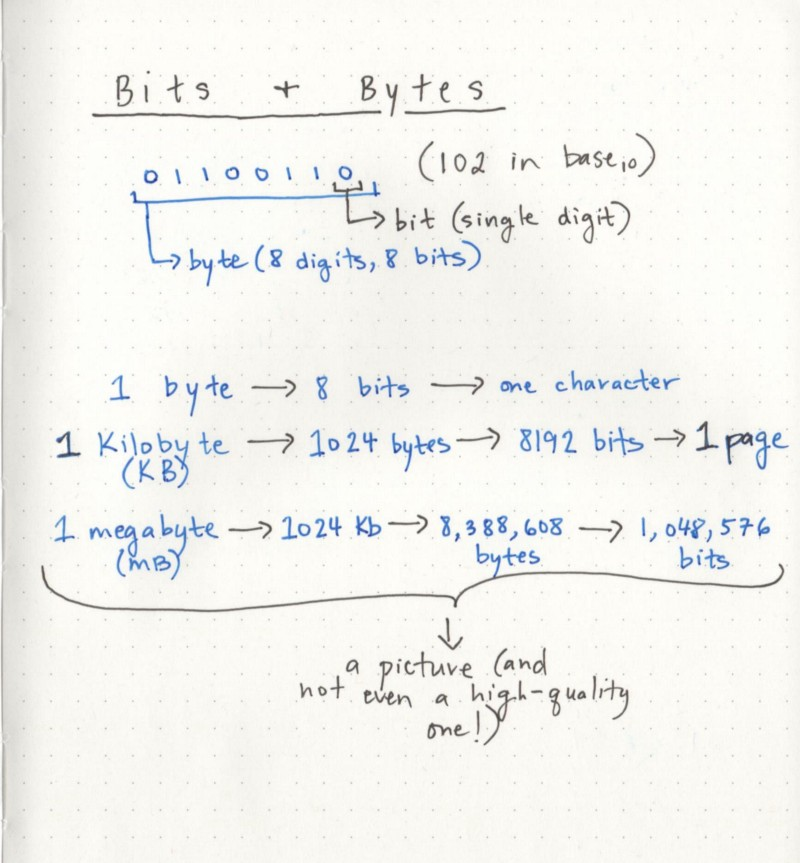 Bits + Bytes
01100110 (102 in base10)
bit (single digit)
byte (8 digits, 8 bits)
1 byte → 8 bits → one character
1 Kilobyte → 1024 bytes → 8192 bits → 1 page
(KB)
1 megabyte → 1024 Kb → 8,388,608 → 1,048,576
(MB) bytes bits
a picture (and
not even a high-quality
one!)